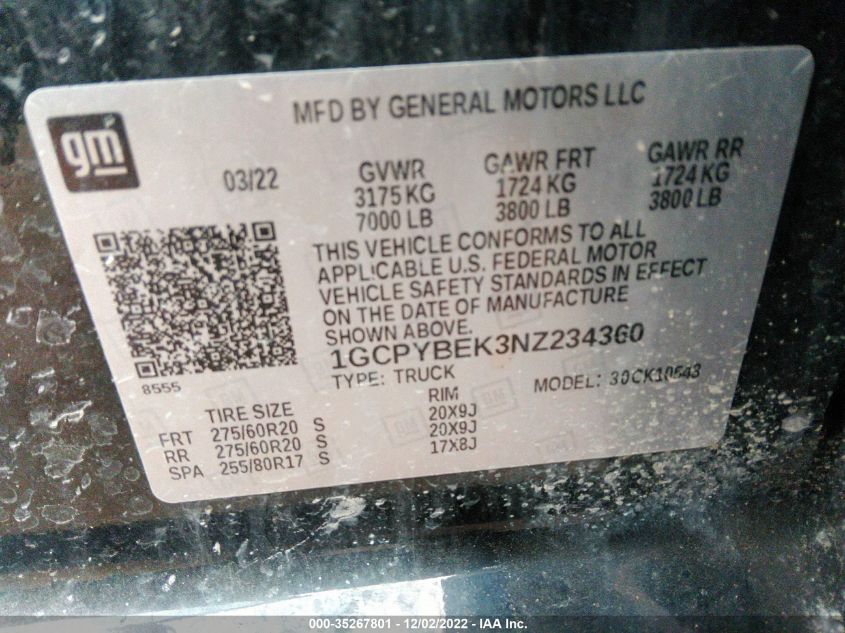 MFD BY GENERAL MOTORS LLC
gm
03/22
GVWR GAWR FRT GAWR RR
3175 KG 1724 KG 1724 KG
7000 LB 3800 LB 3800 LB
THIS VEHICLE CONFORMS TO ALL
APPLICABLE U.S. FEDERAL MOTOR
VEHICLE SAFETY STANDARDS IN EFFECT
ON THE DATE OF MANUFACTURE
SHOWN ABOVE.
1GCPYBEK3NZ234360
8555
TYPE: TRUCK MODEL:
TIRE SIZE RIM
FRT 275/60R20 S 20X9J
RR 275/60R20 S 20X9J
SPA 255/80R17 S 17X8J
000-35267801 - 12/02/2022 - IAA Inc.